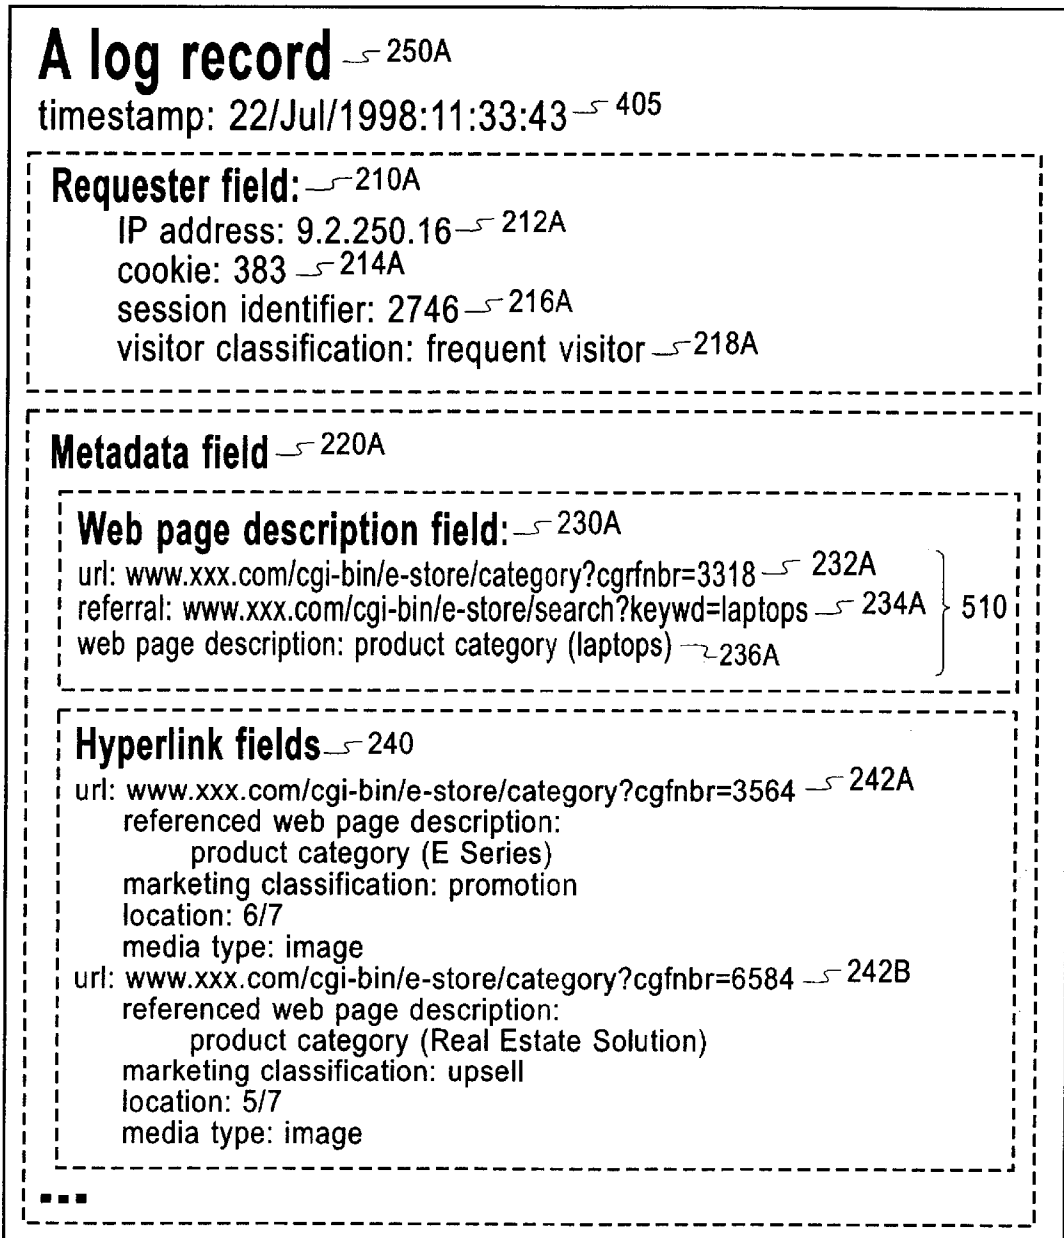 A log record 250A
timestamp: 22/Jul/1998:11:33:43 405
Requester field: 210A
IP address: 9.2.250.16 212A
cookie: 383 214A
session identifier: 2746 216A
visitor classification: frequent visitor 218A
Metadata field 220A
Web page description field: 230A
url: www.xxx.com/cgi-bin/e-store/category?cgrfnbr=3318 232A
referral: www.xxx.com/cgi-bin/e-store/search?keywd=laptops 234A 510
web page description: product category (laptops) 236A
Hyperlink fields 240
url: www.xxx.com/cgi-bin/e-store/category?cgfnbr=3564 242A
referenced web page description:
product category (E Series)
marketing classification: promotion
location: 6/7
media type: image
url: www.xxx.com/cgi-bin/e-store/category?cgfnbr=6584 242B
referenced web page description:
product category (Real Estate Solution)
marketing classification: upsell
location: 5/7
media type: image
...